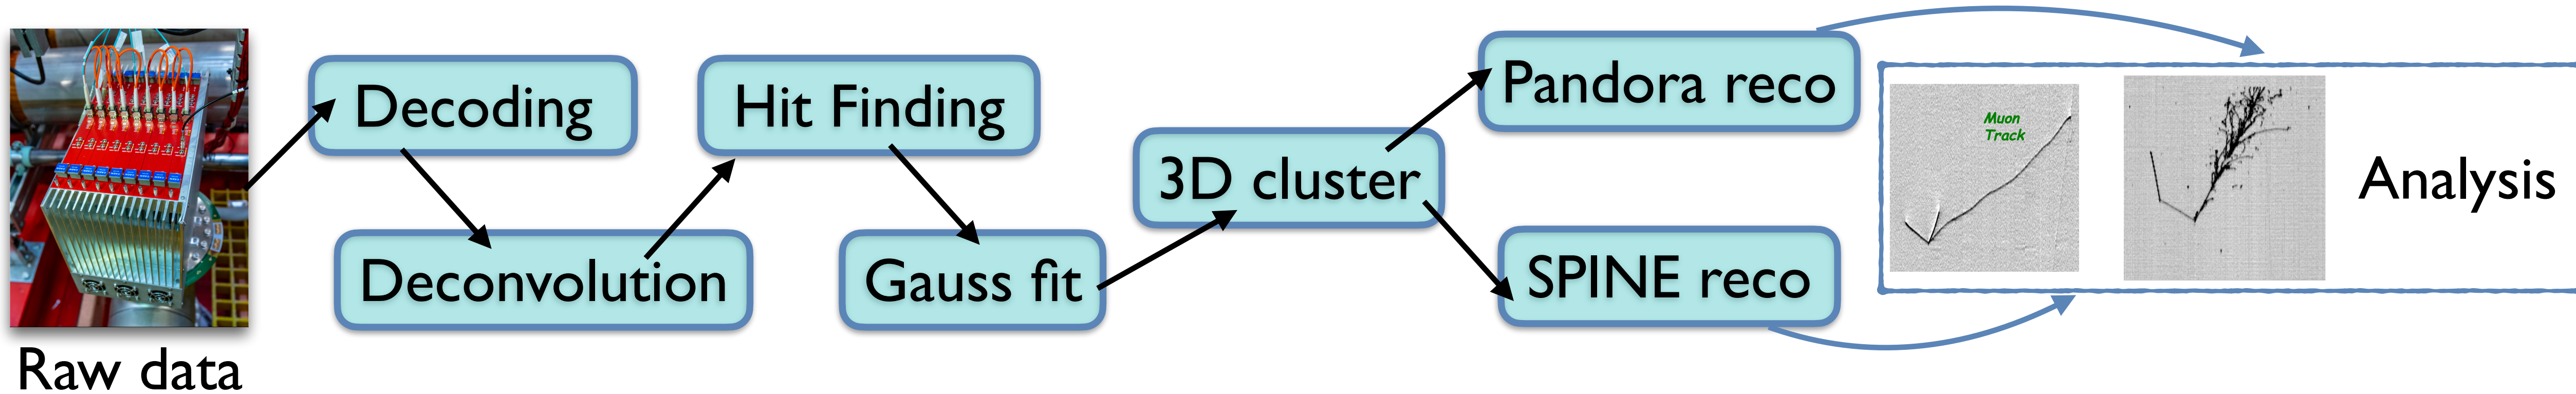 Raw data
Decoding
Deconvolution
Hit Finding
Gauss fit
3D cluster
Pandora reco
SPINE reco
Muon
Track
Analysis